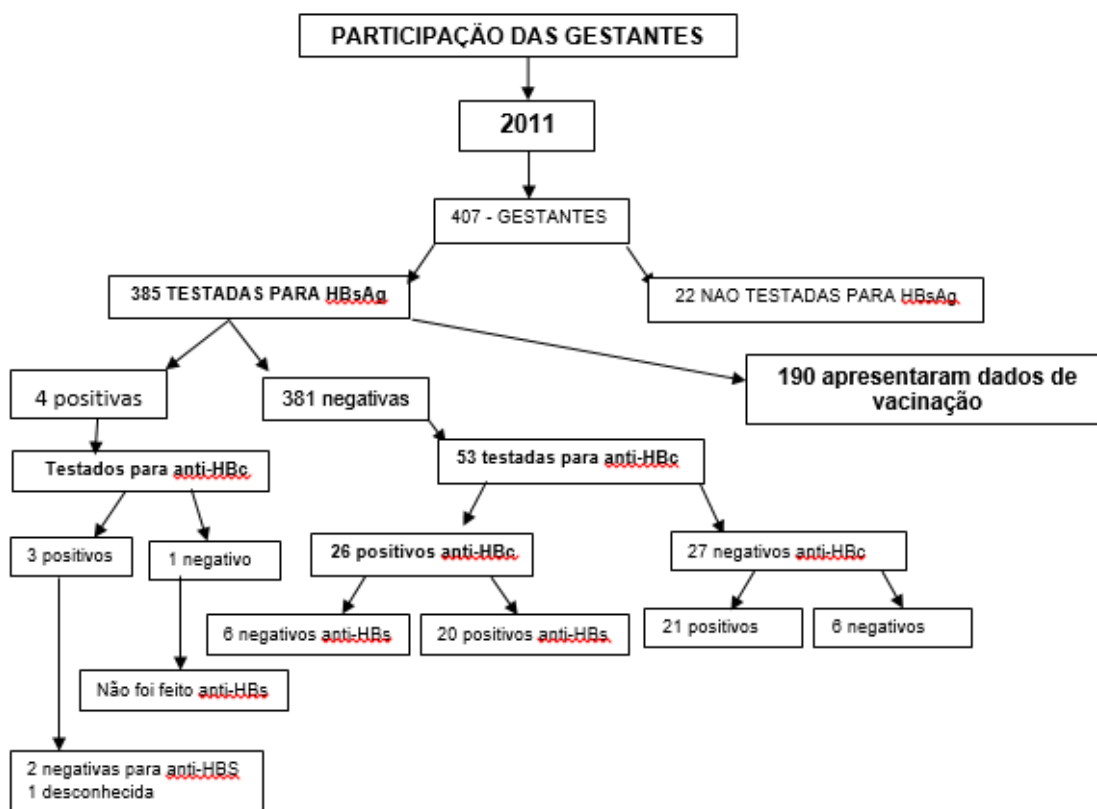 PARTICIPAÇÃO DAS GESTANTES
2011
407 - GESTANTES
385 TESTADAS PARA HBsAg
22 NAO TESTADAS PARA HBsAg
190 apresentaram dados de
vacinação
4 positivas
381 negativas
Testados para anti-HBc
53 testadas para anti-HBc
3 positivos
1 negativo
26 positivos anti-HBc
27 negativos anti-HBc
6 negativos anti-HBs
20 positivos anti-HBs
21 positivos
6 negativos
Não foi feito anti-HBs
2 negativas para anti-HBS
1 desconhecida